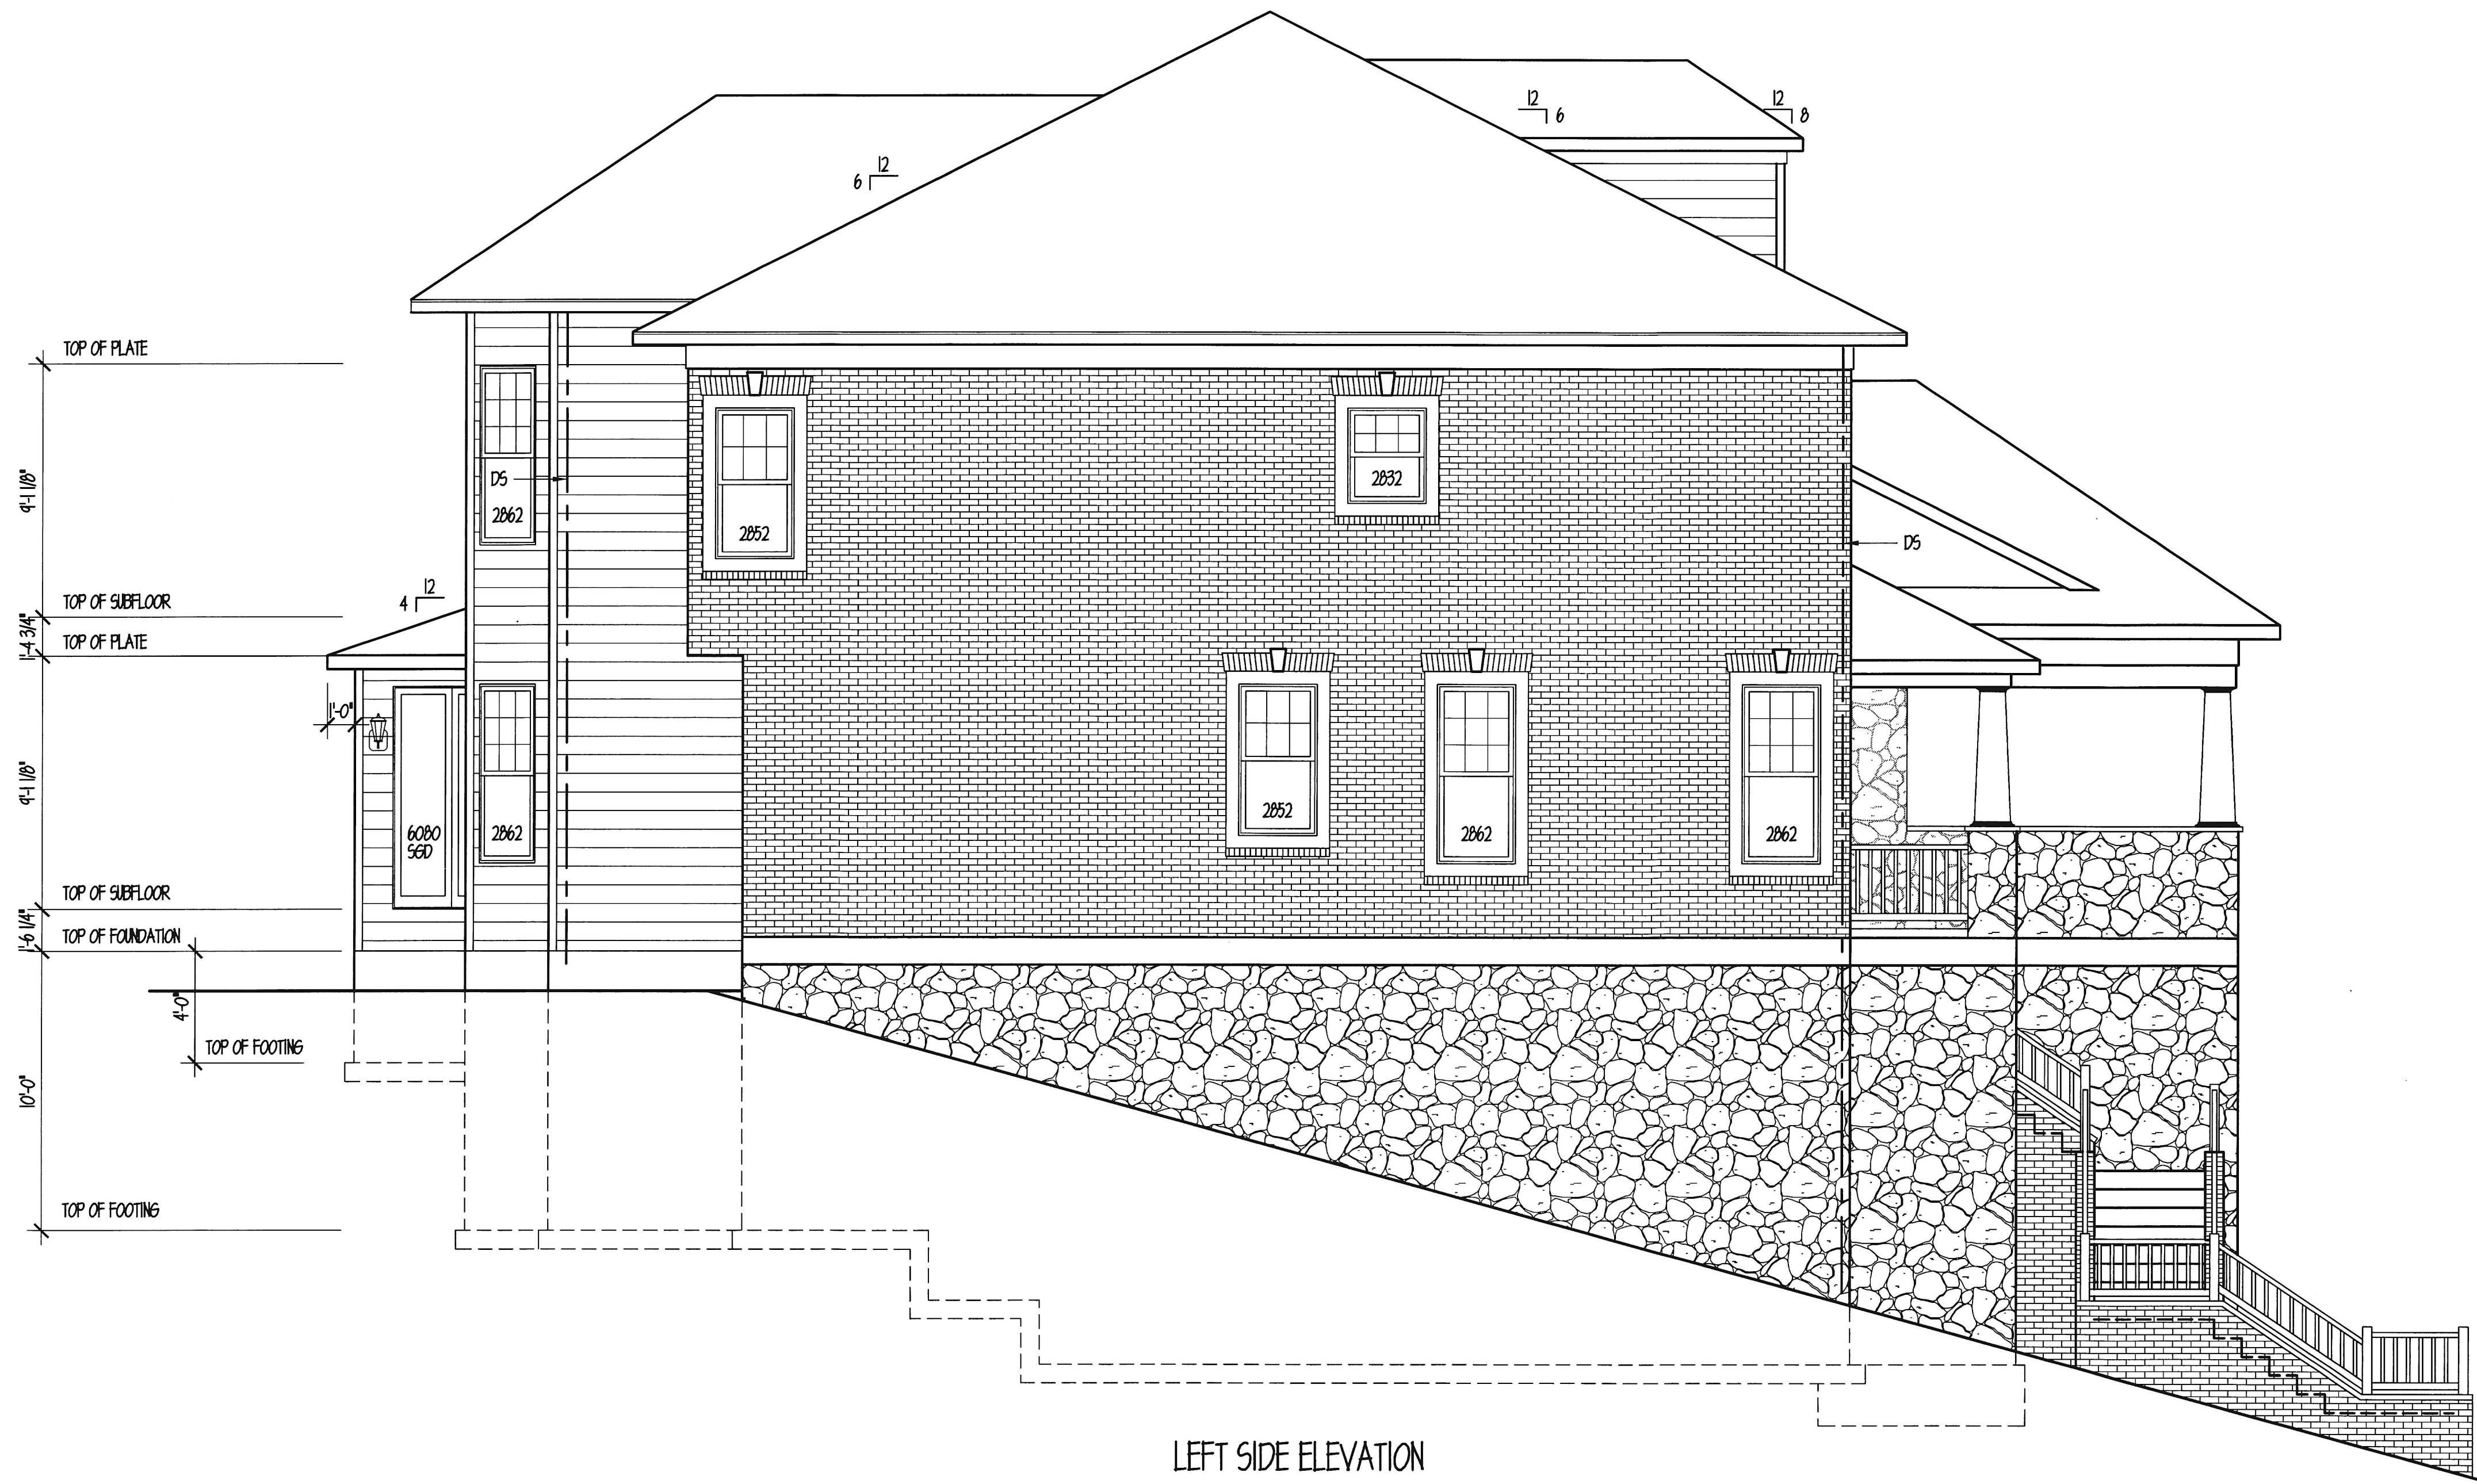 12
6
12
8
12
6
TOP OF PLATE
9'-1 1/8"
DS
2862
2852
2832
DS
12
4
TOP OF SUBFLOOR
1'-4 3/4"
TOP OF PLATE
1'-0"
9'-1 1/8"
6080
SGD
2862
2852
2862
2862
TOP OF SUBFLOOR
1'-6 1/4"
TOP OF FOUNDATION
4'-0"
TOP OF FOOTING
10'-0"
TOP OF FOOTING
LEFT SIDE ELEVATION